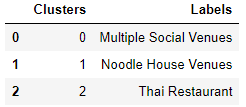 Clusters Labels
0 0 Multiple Social Venues
1 1 Noodle House Venues
2 2 Thai Restaurant